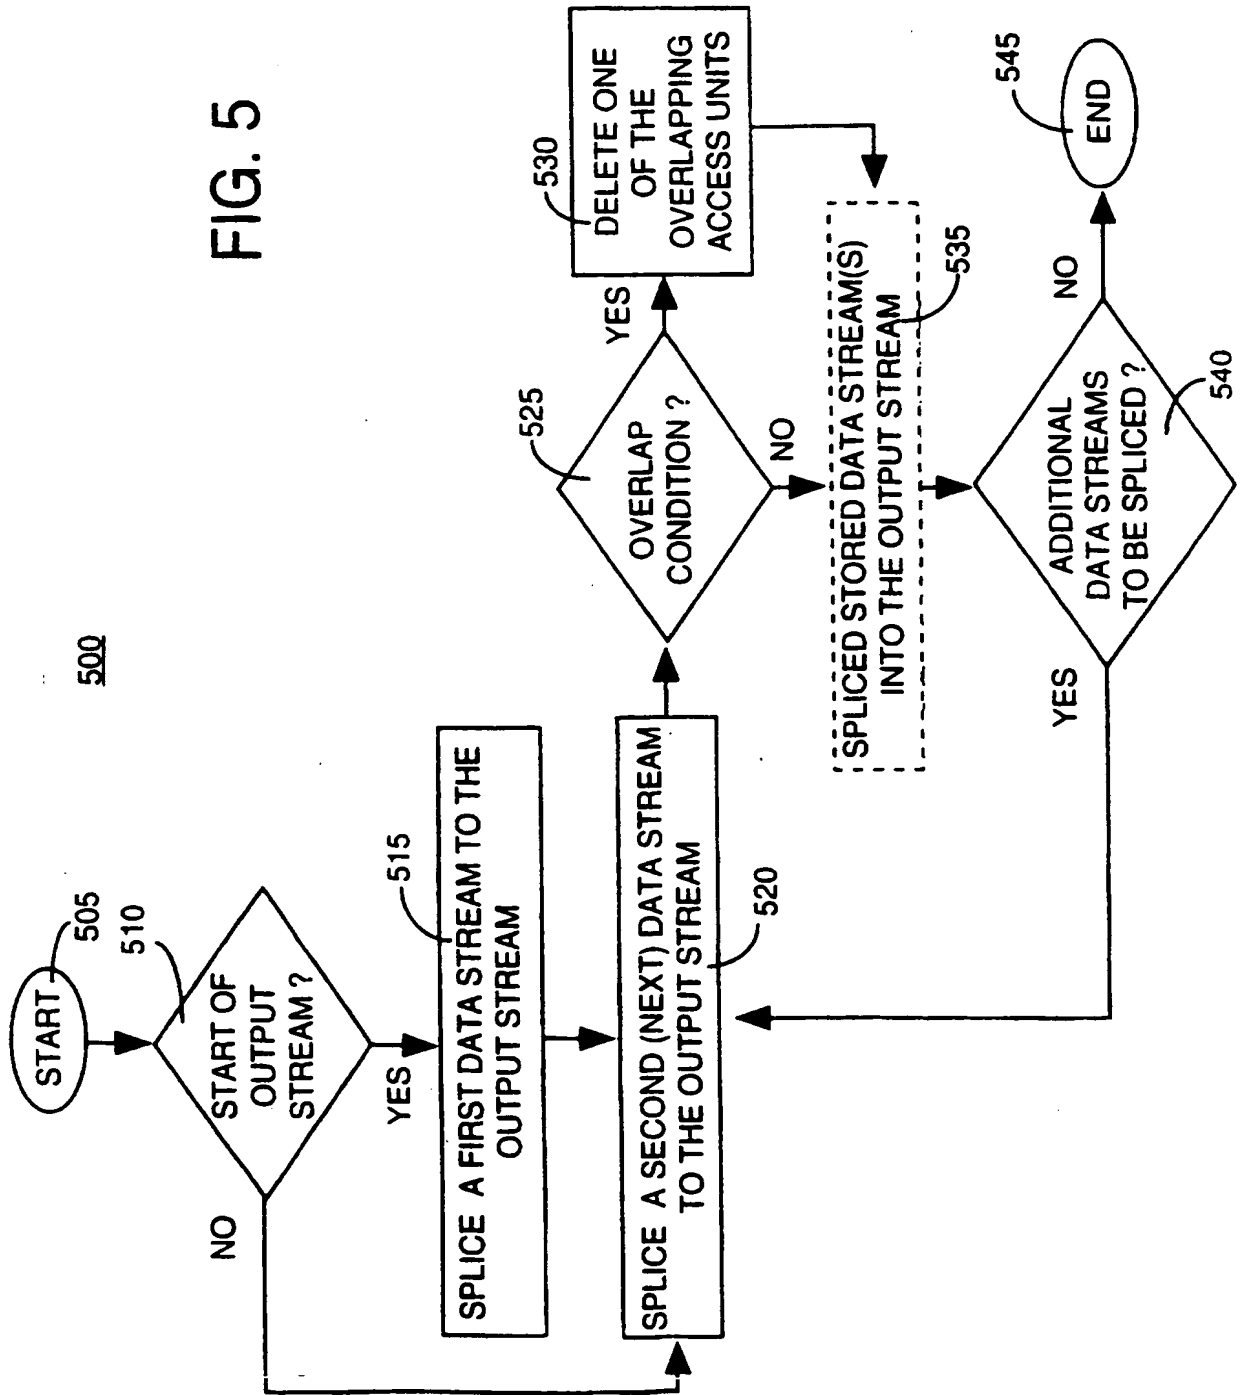 FIG. 5
500
START
505
510
START OF
OUTPUT
STREAM ?
NO
YES
515
SPLICE A FIRST DATA STREAM TO THE
OUTPUT STREAM
SPLICE A SECOND (NEXT) DATA STREAM
TO THE OUTPUT STREAM
520
525
OVERLAP
CONDITION ?
YES
NO
530
DELETE ONE
OF THE
OVERLAPPING
ACCESS UNITS
SPLICED STORED DATA STREAM(S)
INTO THE OUTPUT STREAM
535
ADDITIONAL
DATA STREAMS
TO BE SPLICED ?
540
YES
NO
545
END